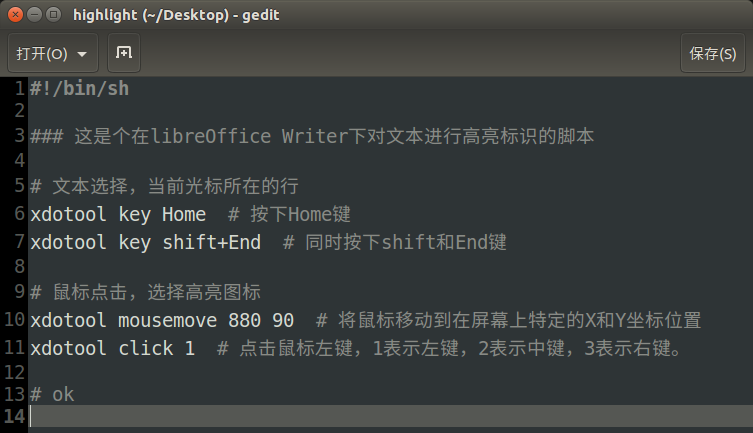 highlight (~/Desktop) - gedit
打开(O) 保存(S)
1 #!/bin/sh
2
3 ### 这是个在libreOffice Writer下对文本进行高亮标识的脚本
4
5 # 文本选择，当前光标所在的行
6 xdotool key Home  # 按下Home键
7 xdotool key shift+End  # 同时按下shift和End键
8
9 # 鼠标点击，选择高亮图标
10 xdotool mousemove 880 90  # 将鼠标移动到在屏幕上特定的X和Y坐标位置
11 xdotool click 1  # 点击鼠标左键，1表示左键，2表示中键，3表示右键。
12
13 # ok
14